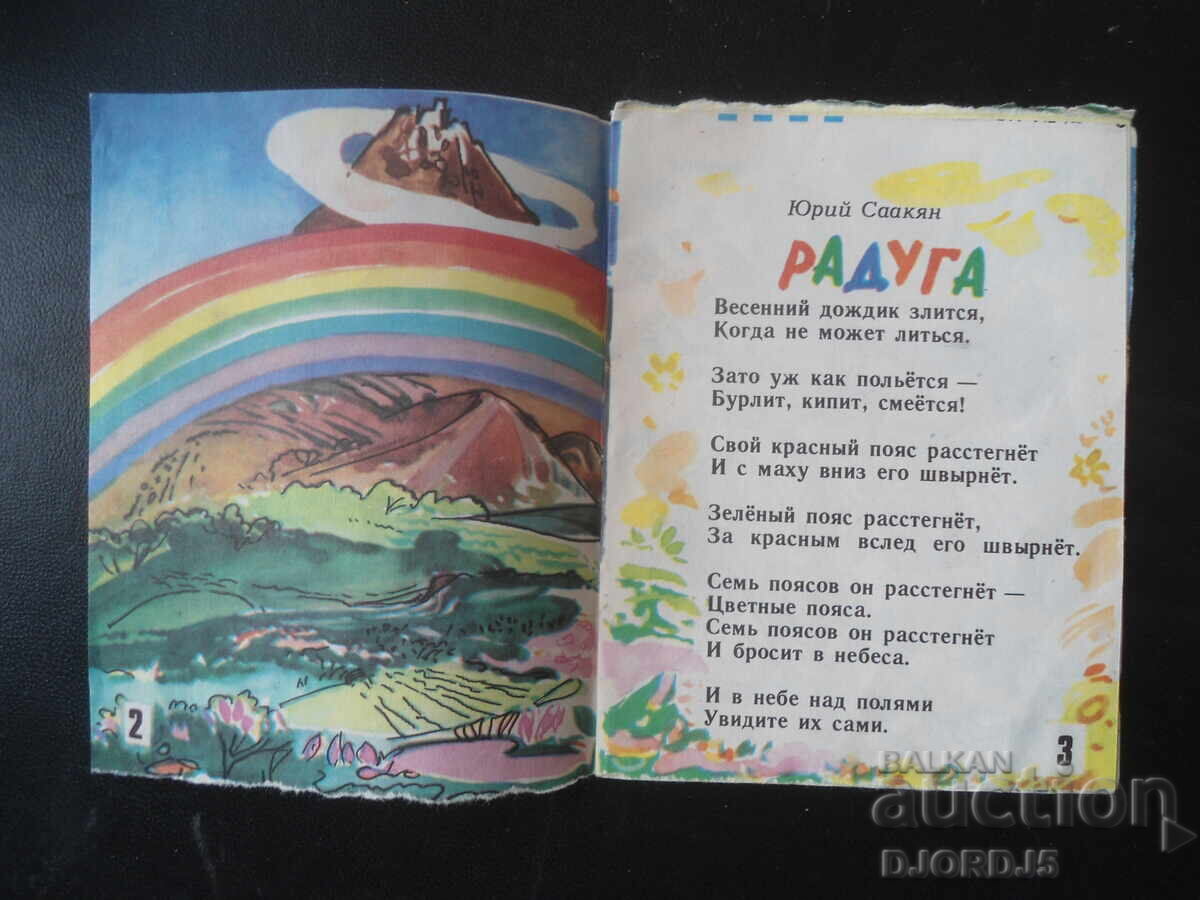 2
Юрий Саакян
РАДУГА
Весенний дождик злится,
Когда не может литься.
Зато уж как польётся —
Бурлит, кипит, смеётся!
Свой красный пояс расстегнёт
И с маху вниз его швырнёт.
Зелёный пояс расстегнёт,
За красным вслед его швырнёт.
Семь поясов он расстегнёт —
Цветные пояса.
Семь поясов он расстегнёт
И бросит в небеса.
И в небе над полями
Увидите их сами.
3
BALKAN
auction
DJORDJ5